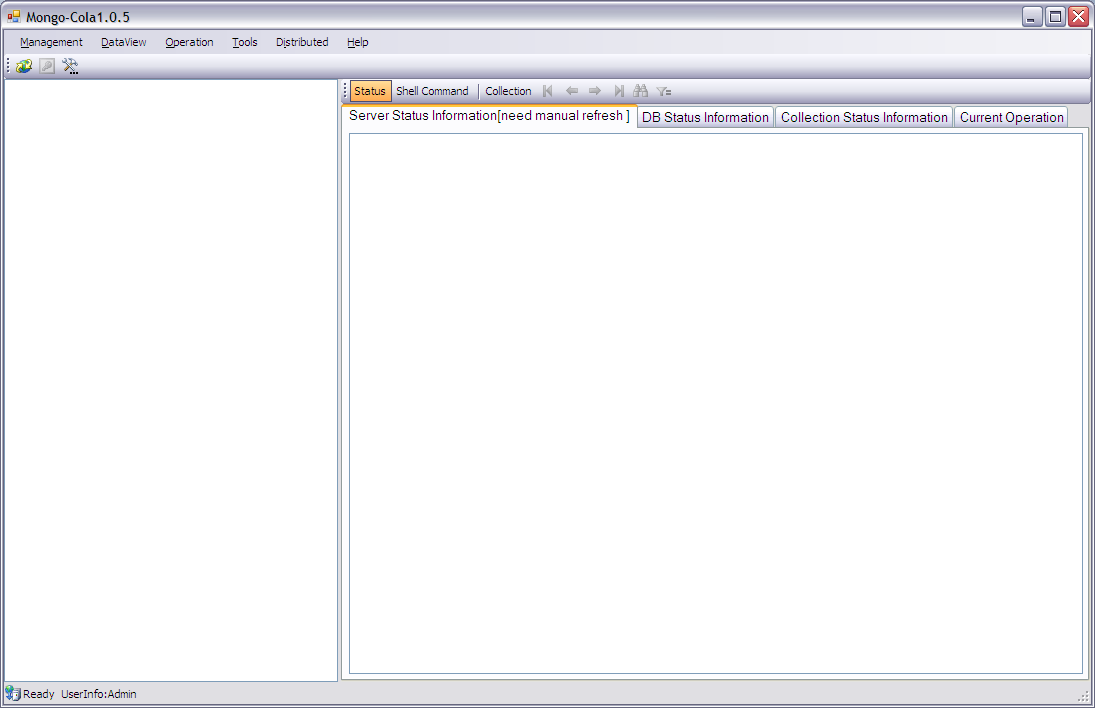 Mongo-Cola1.0.5
Management DataView Operation Tools Distributed Help
Status Shell Command Collection
Server Status Information[need manual refresh ] DB Status Information Collection Status Information Current Operation
Ready UserInfo:Admin